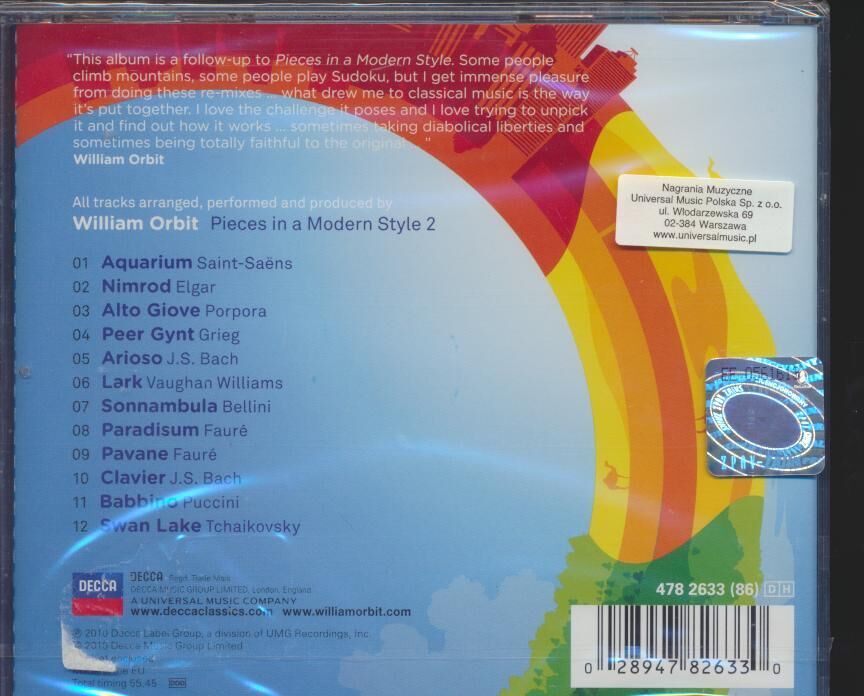 "This album is a follow-up to Pieces in a Modern Style. Some people
climb mountains, some people play Sudoku, but I get immense pleasure
from doing these re-mixes ... what drew me to classical music is the way
it's put together. I love the challenge it poses and I love trying to unpick
it and find out how it works ... sometimes taking diabolical liberties and
sometimes being totally faithful to the original ... "
William Orbit
All tracks arranged, performed and produced by
William Orbit Pieces in a Modern Style 2
01 Aquarium Saint-Saëns
02 Nimrod Elgar
03 Alto Giove Porpora
04 Peer Gynt Grieg
05 Arioso J.S. Bach
06 Lark Vaughan Williams
07 Sonnambula Bellini
08 Paradisum Fauré
09 Pavane Fauré
10 Clavier J.S. Bach
11 Babbino Puccini
12 Swan Lake Tchaikovsky
Nagrania Muzyczne
Universal Music Polska Sp. z o.o.
ul. Włodarzewska 69
02-384 Warszawa
www.universalmusic.pl
DECCA
DECCA Regd. Trade Mark
DECCA MUSIC GROUP LIMITED, London, England
A UNIVERSAL MUSIC COMPANY
www.deccaclassics.com www.williamorbit.com
℗ 2010 Decca Label Group, a division of UMG Recordings, Inc.
2010 Decca Music Group Limited
EU
Total timing 55.45 DDD
478 2633 (86) DH
0 28947 82633 0